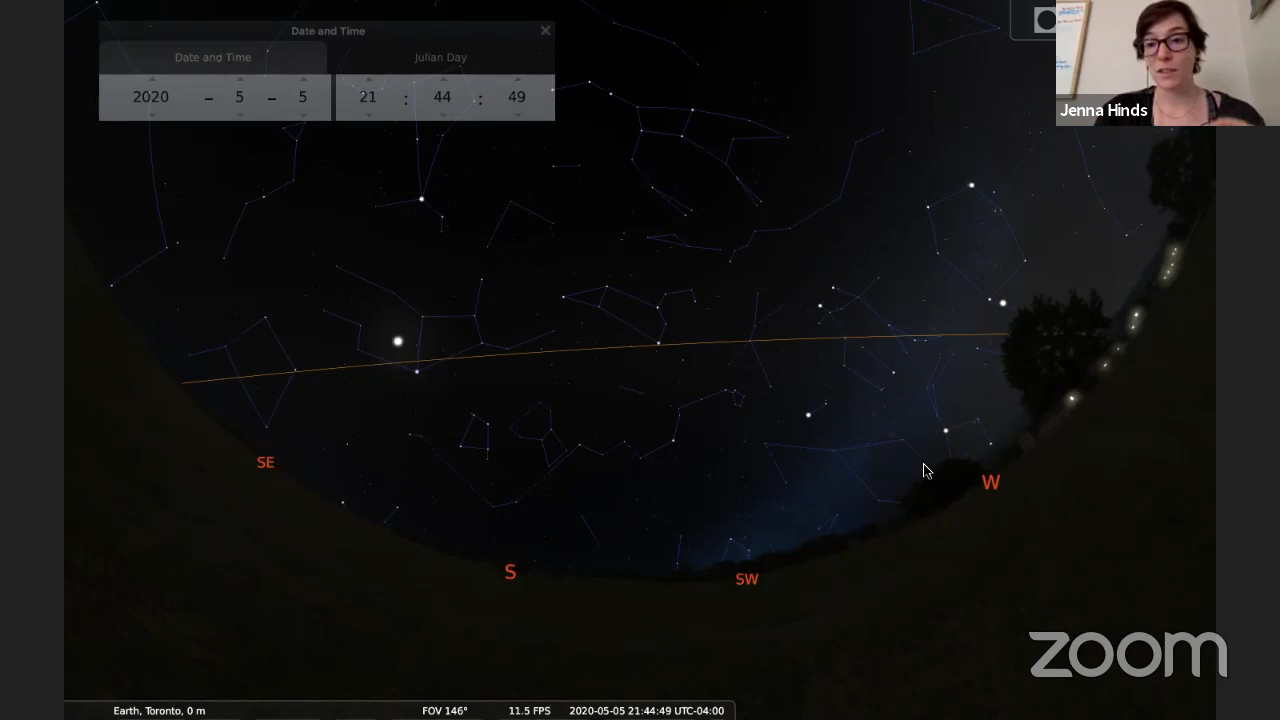 Date and Time
Date and Time
Julian Day
2020 – 5 – 5
21 : 44 : 49
Jenna Hinds
SE
S
SW
W
zoom
Earth, Toronto, 0 m
FOV 146°
11.5 FPS
2020-05-05 21:44:49 UTC-04:00